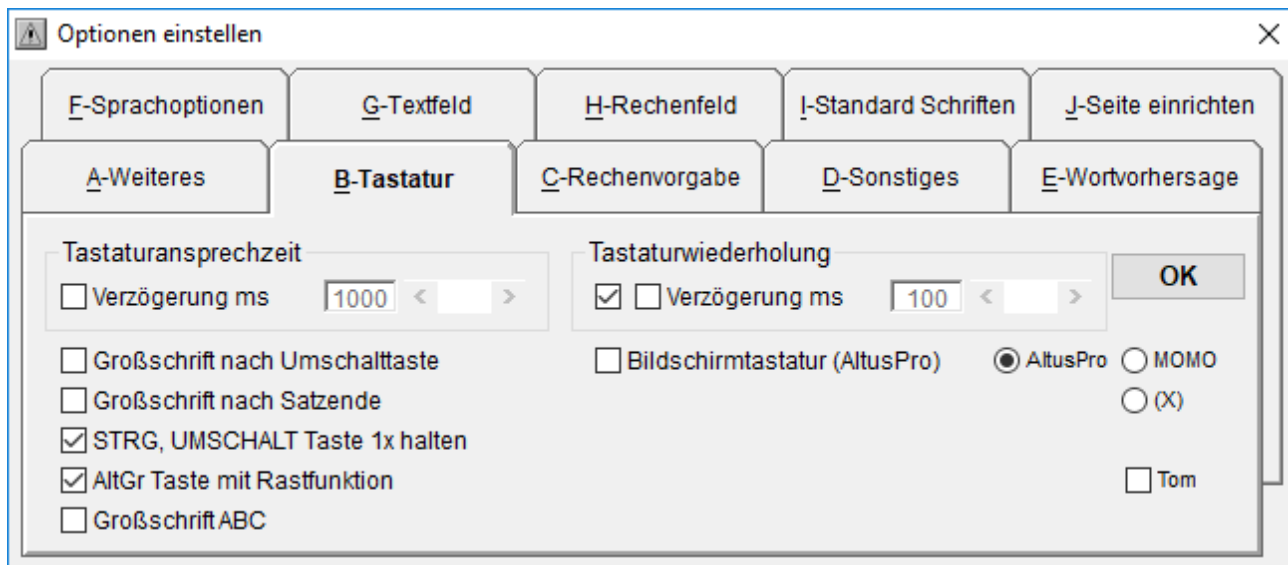 Optionen einstellen
F-Sprachoptionen G-Textfeld H-Rechenfeld I-Standard Schriften J-Seite einrichten
A-Weiteres B-Tastatur C-Rechenvorgabe D-Sonstiges E-Wortvorhersage
Tastaturansprechzeit Tastaturwiederholung
OK
Verzögerung ms 1000 Verzögerung ms 100
Großschrift nach Umschalttaste Bildschirmtastatur (AltusPro) AltusPro MOMO
Großschrift nach Satzende (X)
STRG, UMSCHALT Taste 1x halten
AltGr Taste mit Rastfunktion Tom
Großschrift ABC